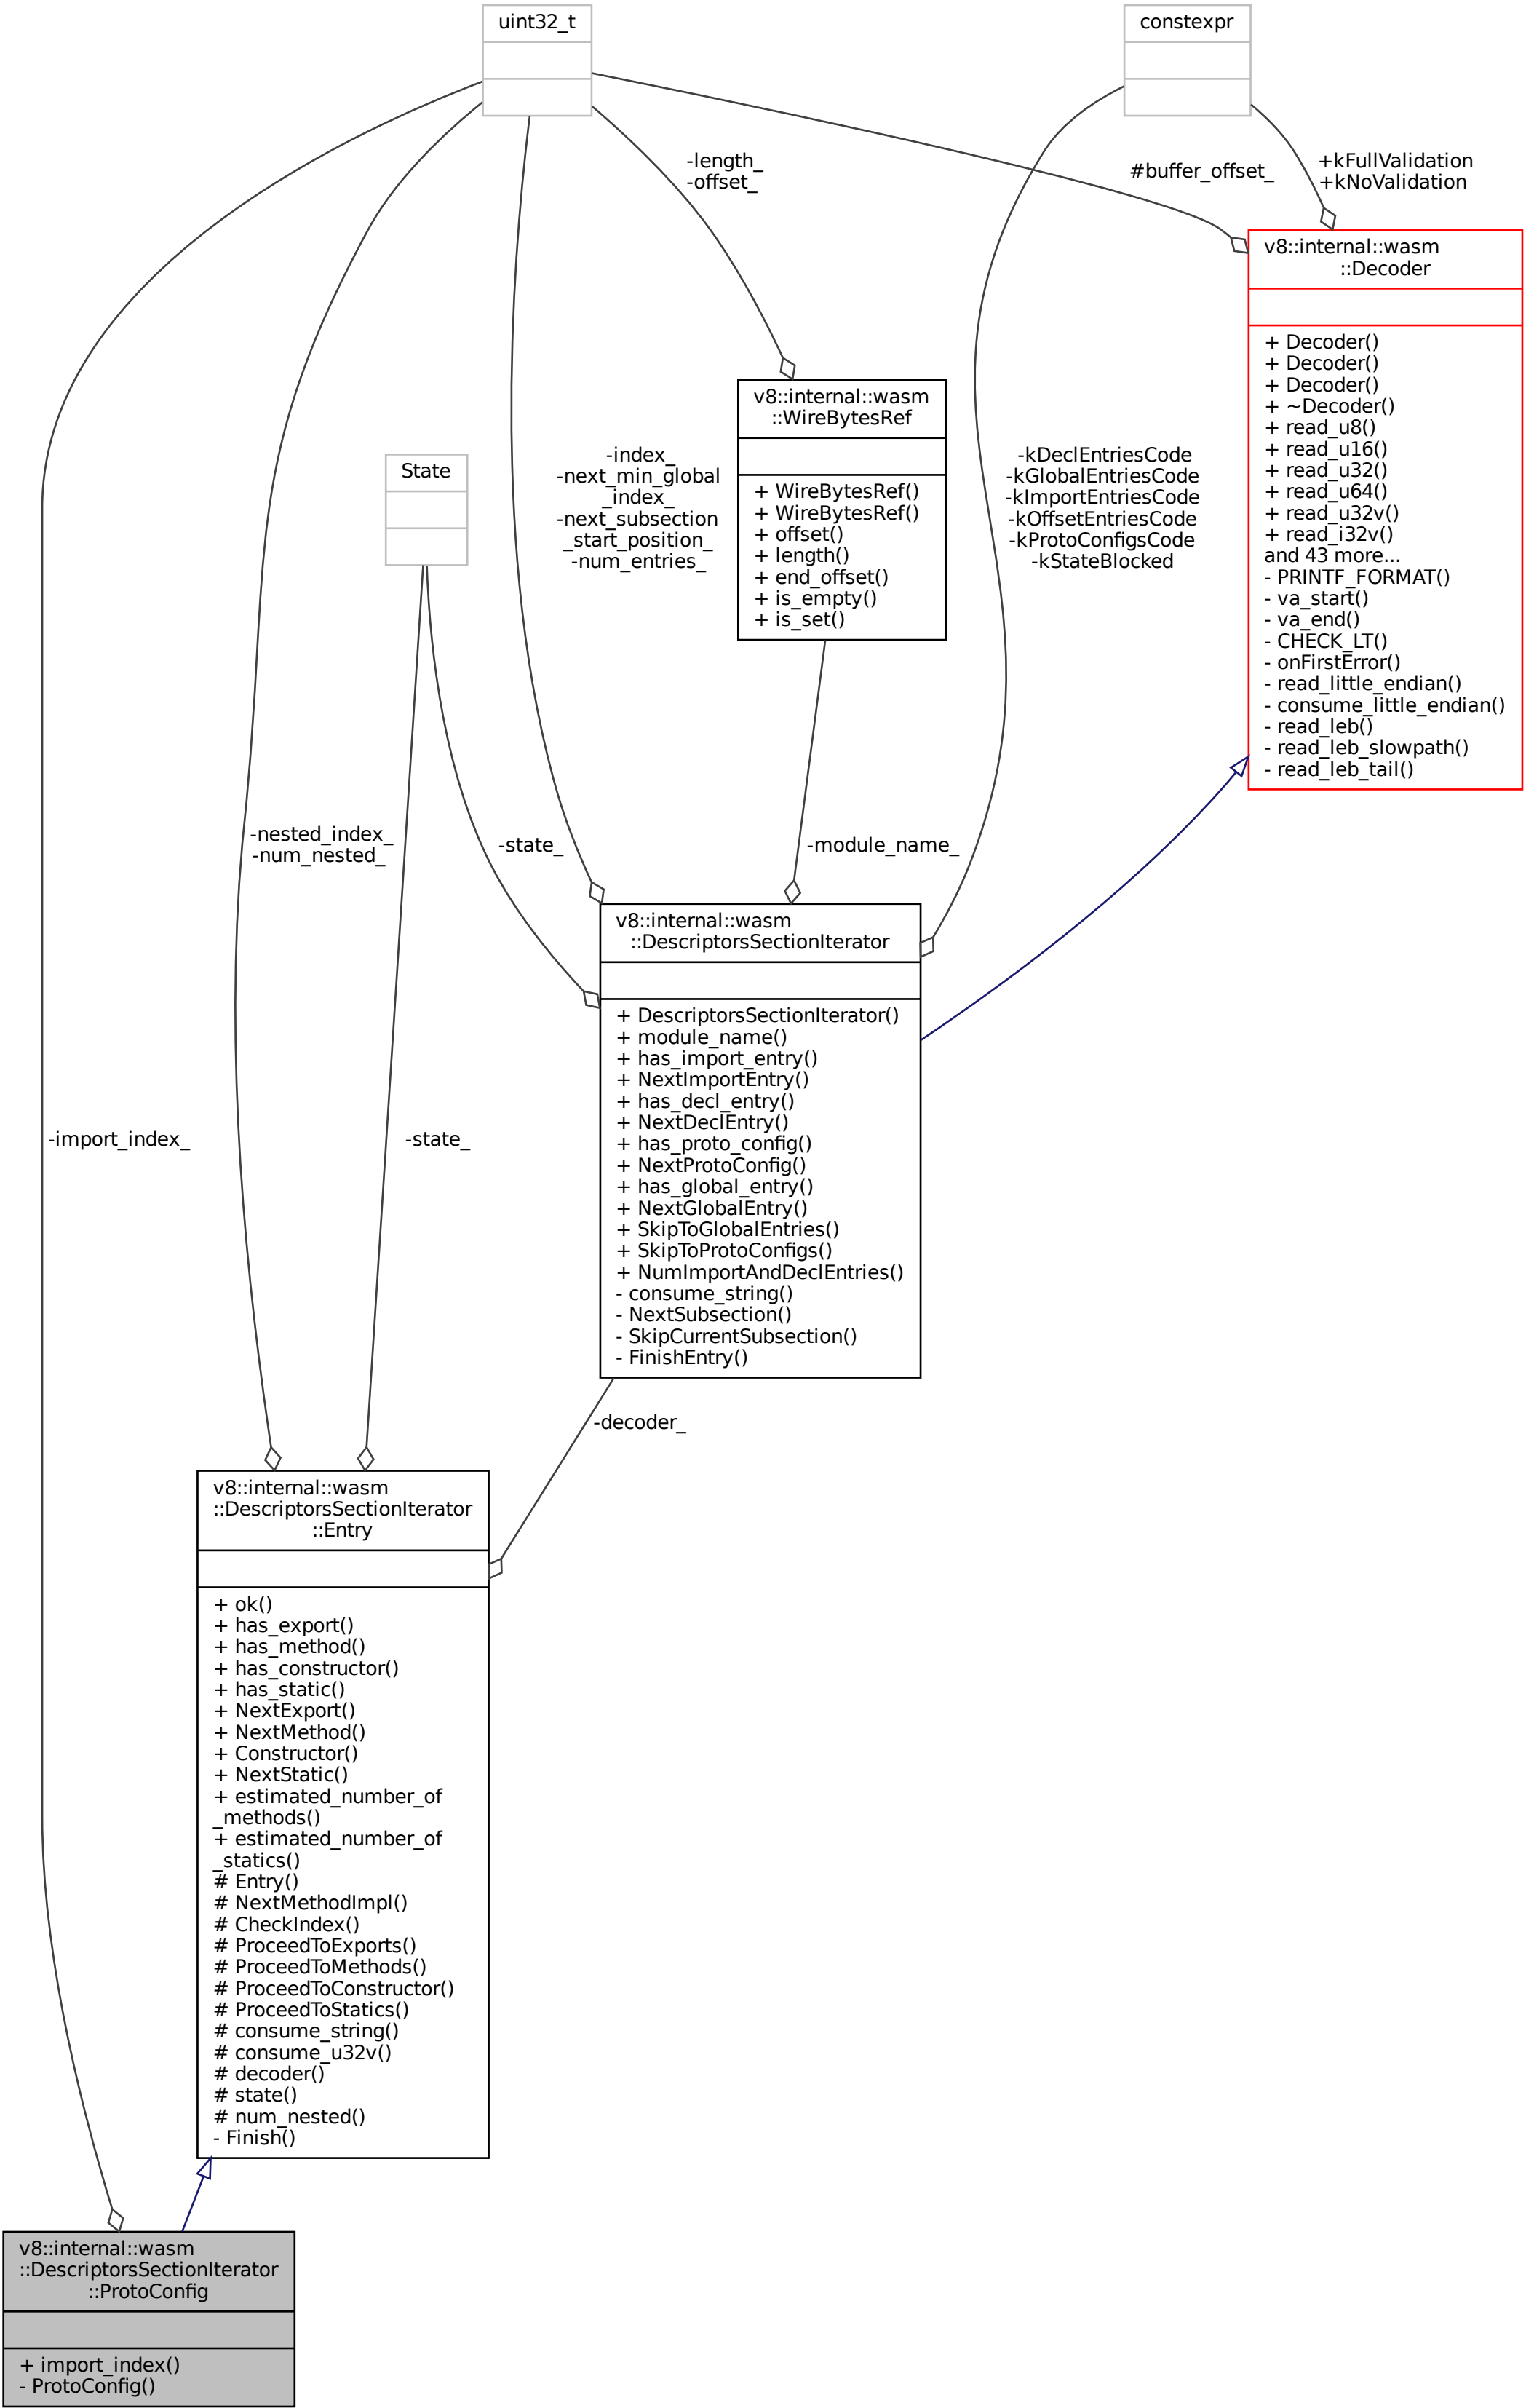 uint32_t
constexpr
-length_
-offset_
#buffer_offset_
+kFullValidation
+kNoValidation
v8::internal::wasm
::Decoder
+ Decoder()
+ Decoder()
+ Decoder()
+ ~Decoder()
+ read_u8()
+ read_u16()
+ read_u32()
+ read_u64()
+ read_u32v()
+ read_i32v()
and 43 more...
- PRINTF_FORMAT()
- va_start()
- va_end()
- CHECK_LT()
- onFirstError()
- read_little_endian()
- consume_little_endian()
- read_leb()
- read_leb_slowpath()
- read_leb_tail()
v8::internal::wasm
::WireBytesRef
+ WireBytesRef()
+ WireBytesRef()
+ offset()
+ length()
+ end_offset()
+ is_empty()
+ is_set()
State
-index_
-next_min_global
_index_
-next_subsection
_start_position_
-num_entries_
-kDeclEntriesCode
-kGlobalEntriesCode
-kImportEntriesCode
-kOffsetEntriesCode
-kProtoConfigsCode
-kStateBlocked
-nested_index_
-num_nested_
-state_
-module_name_
v8::internal::wasm
::DescriptorsSectionIterator
+ DescriptorsSectionIterator()
+ module_name()
+ has_import_entry()
+ NextImportEntry()
+ has_decl_entry()
+ NextDeclEntry()
+ has_proto_config()
+ NextProtoConfig()
+ has_global_entry()
+ NextGlobalEntry()
+ SkipToGlobalEntries()
+ SkipToProtoConfigs()
+ NumImportAndDeclEntries()
- consume_string()
- NextSubsection()
- SkipCurrentSubsection()
- FinishEntry()
-import_index_
-state_
-decoder_
v8::internal::wasm
::DescriptorsSectionIterator
::Entry
+ ok()
+ has_export()
+ has_method()
+ has_constructor()
+ has_static()
+ NextExport()
+ NextMethod()
+ Constructor()
+ NextStatic()
+ estimated_number_of
_methods()
+ estimated_number_of
_statics()
# Entry()
# NextMethodImpl()
# CheckIndex()
# ProceedToExports()
# ProceedToMethods()
# ProceedToConstructor()
# ProceedToStatics()
# consume_string()
# consume_u32v()
# decoder()
# state()
# num_nested()
- Finish()
v8::internal::wasm
::DescriptorsSectionIterator
::ProtoConfig
+ import_index()
- ProtoConfig()